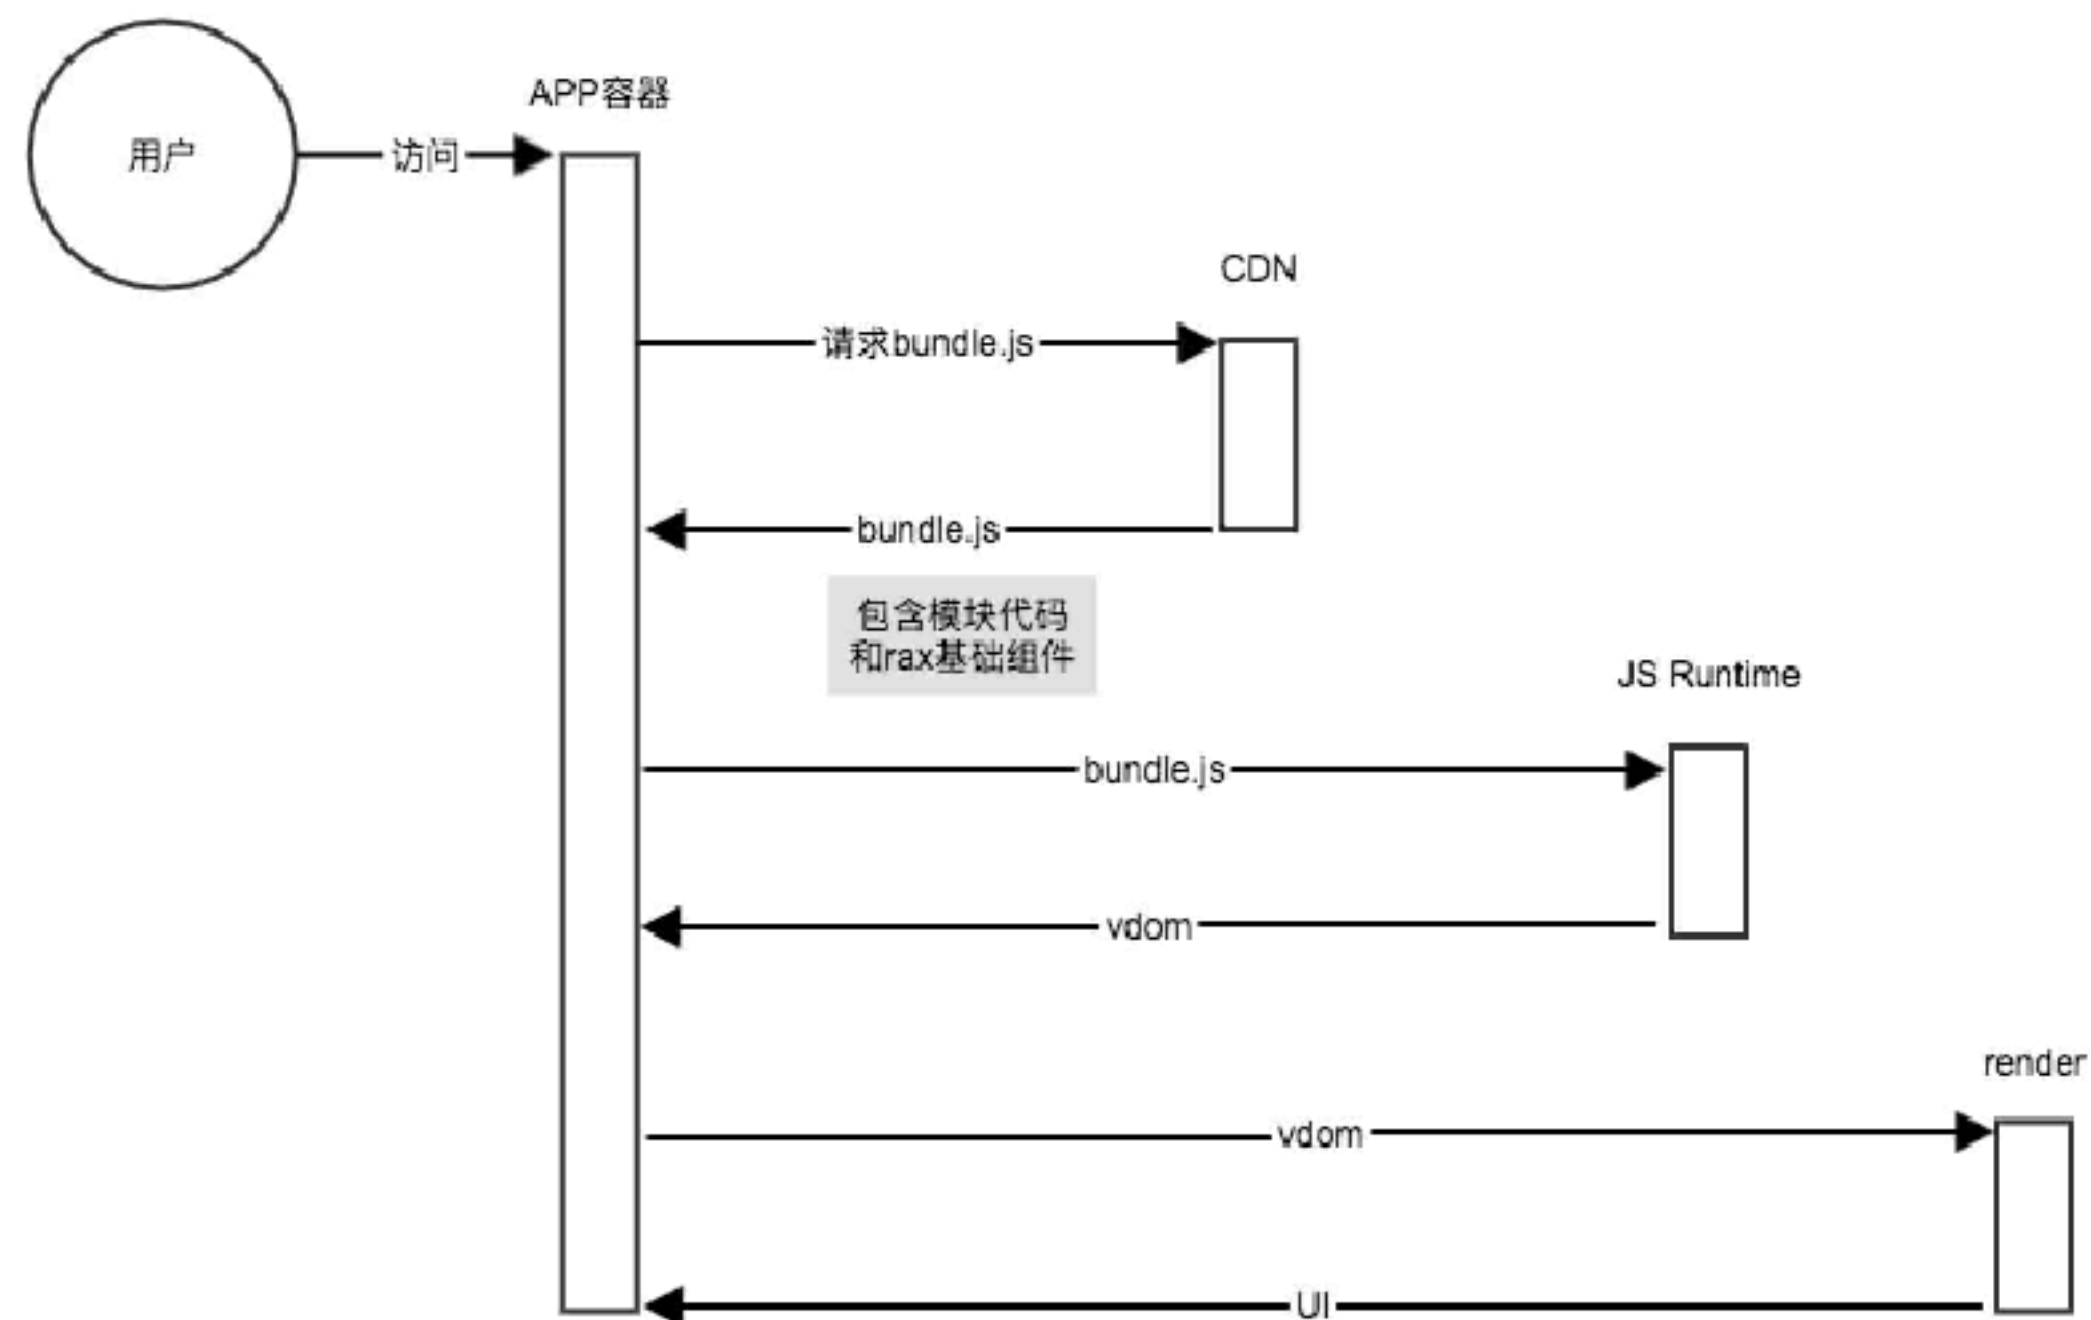 用户
访问
APP容器
CDN
请求bundle.js
bundle.js
包含模块代码
和rax基础组件
JS Runtime
bundle.js
vdom
render
vdom
UI